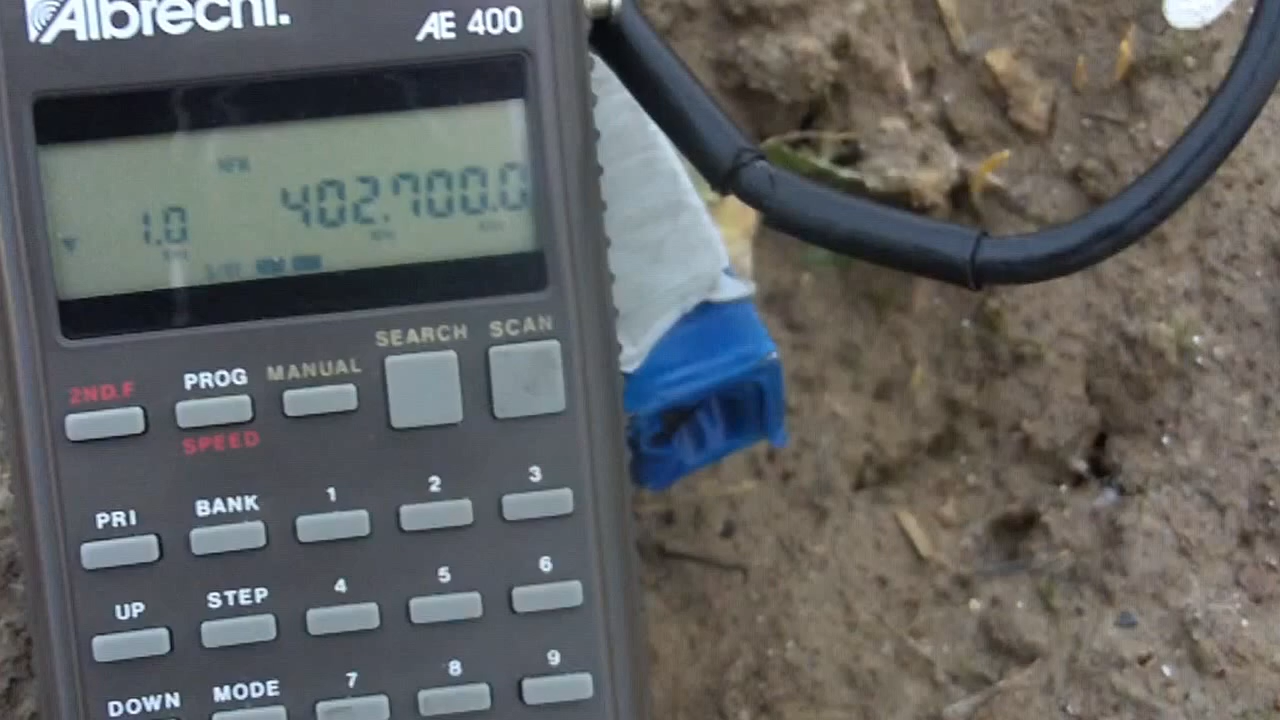 Albrecht.
AE 400
NFM
1.0 402.700.0
SEARCH SCAN
2ND.F PROG MANUAL
SPEED
PRI BANK 1 2 3
UP STEP 4 5 6
DOWN MODE 7 8 9